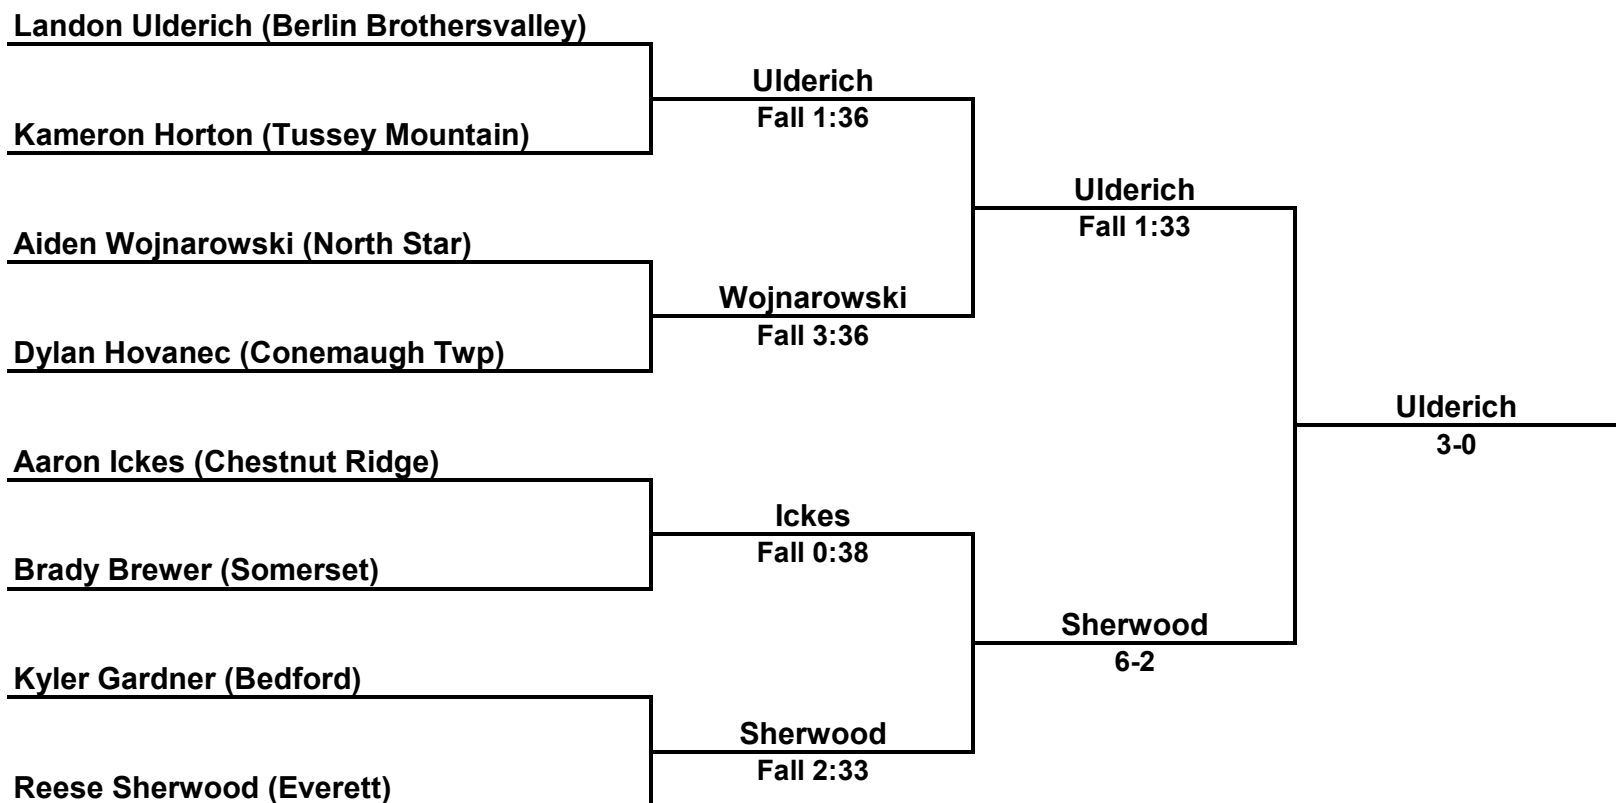 Landon Ulderich (Berlin Brothersvalley)
Ulderich
Fall 1:36
Kameron Horton (Tussey Mountain)
Ulderich
Fall 1:33
Aiden Wojnarowski (North Star)
Wojnarowski
Fall 3:36
Dylan Hovanec (Conemaugh Twp)
Ulderich
3-0
Aaron Ickes (Chestnut Ridge)
Ickes
Fall 0:38
Brady Brewer (Somerset)
Sherwood
6-2
Kyler Gardner (Bedford)
Sherwood
Fall 2:33
Reese Sherwood (Everett)